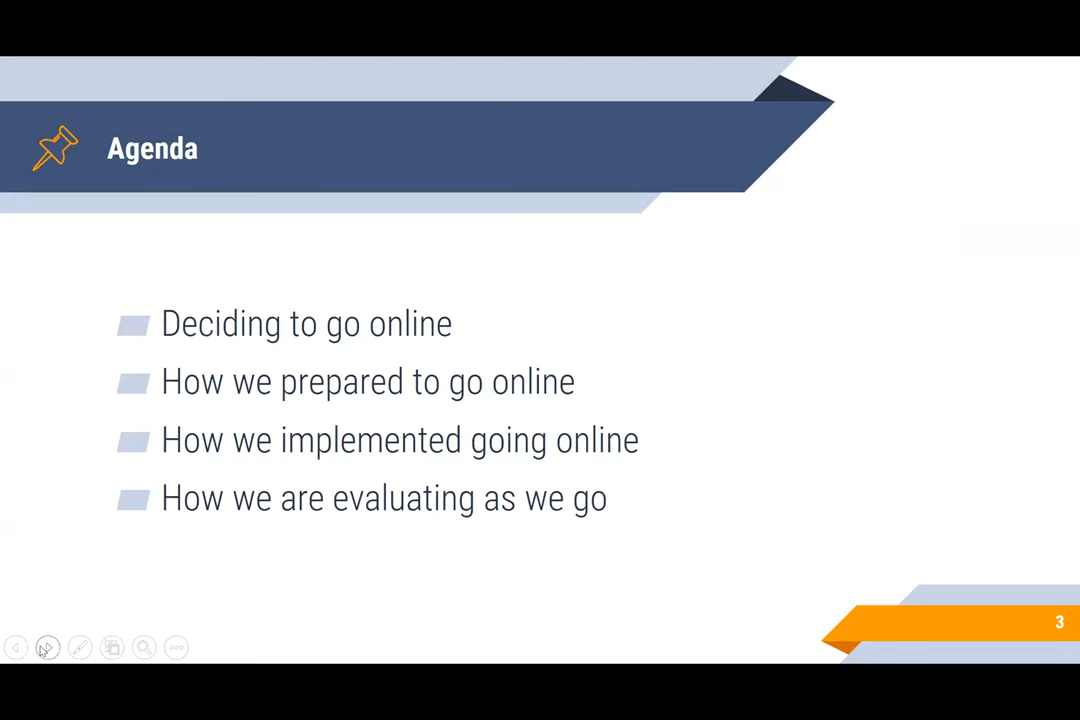 Agenda
Deciding to go online
How we prepared to go online
How we implemented going online
How we are evaluating as we go
3